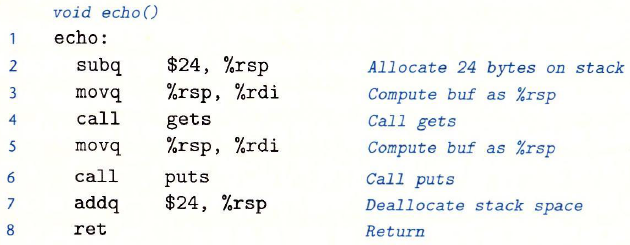 void echo()
1 echo:
2 subq $24, %rsp Allocate 24 bytes on stack
3 movq %rsp, %rdi Compute buf as %rsp
4 call gets Call gets
5 movq %rsp, %rdi Compute buf as %rsp
6 call puts Call puts
7 addq $24, %rsp Deallocate stack space
8 ret Return